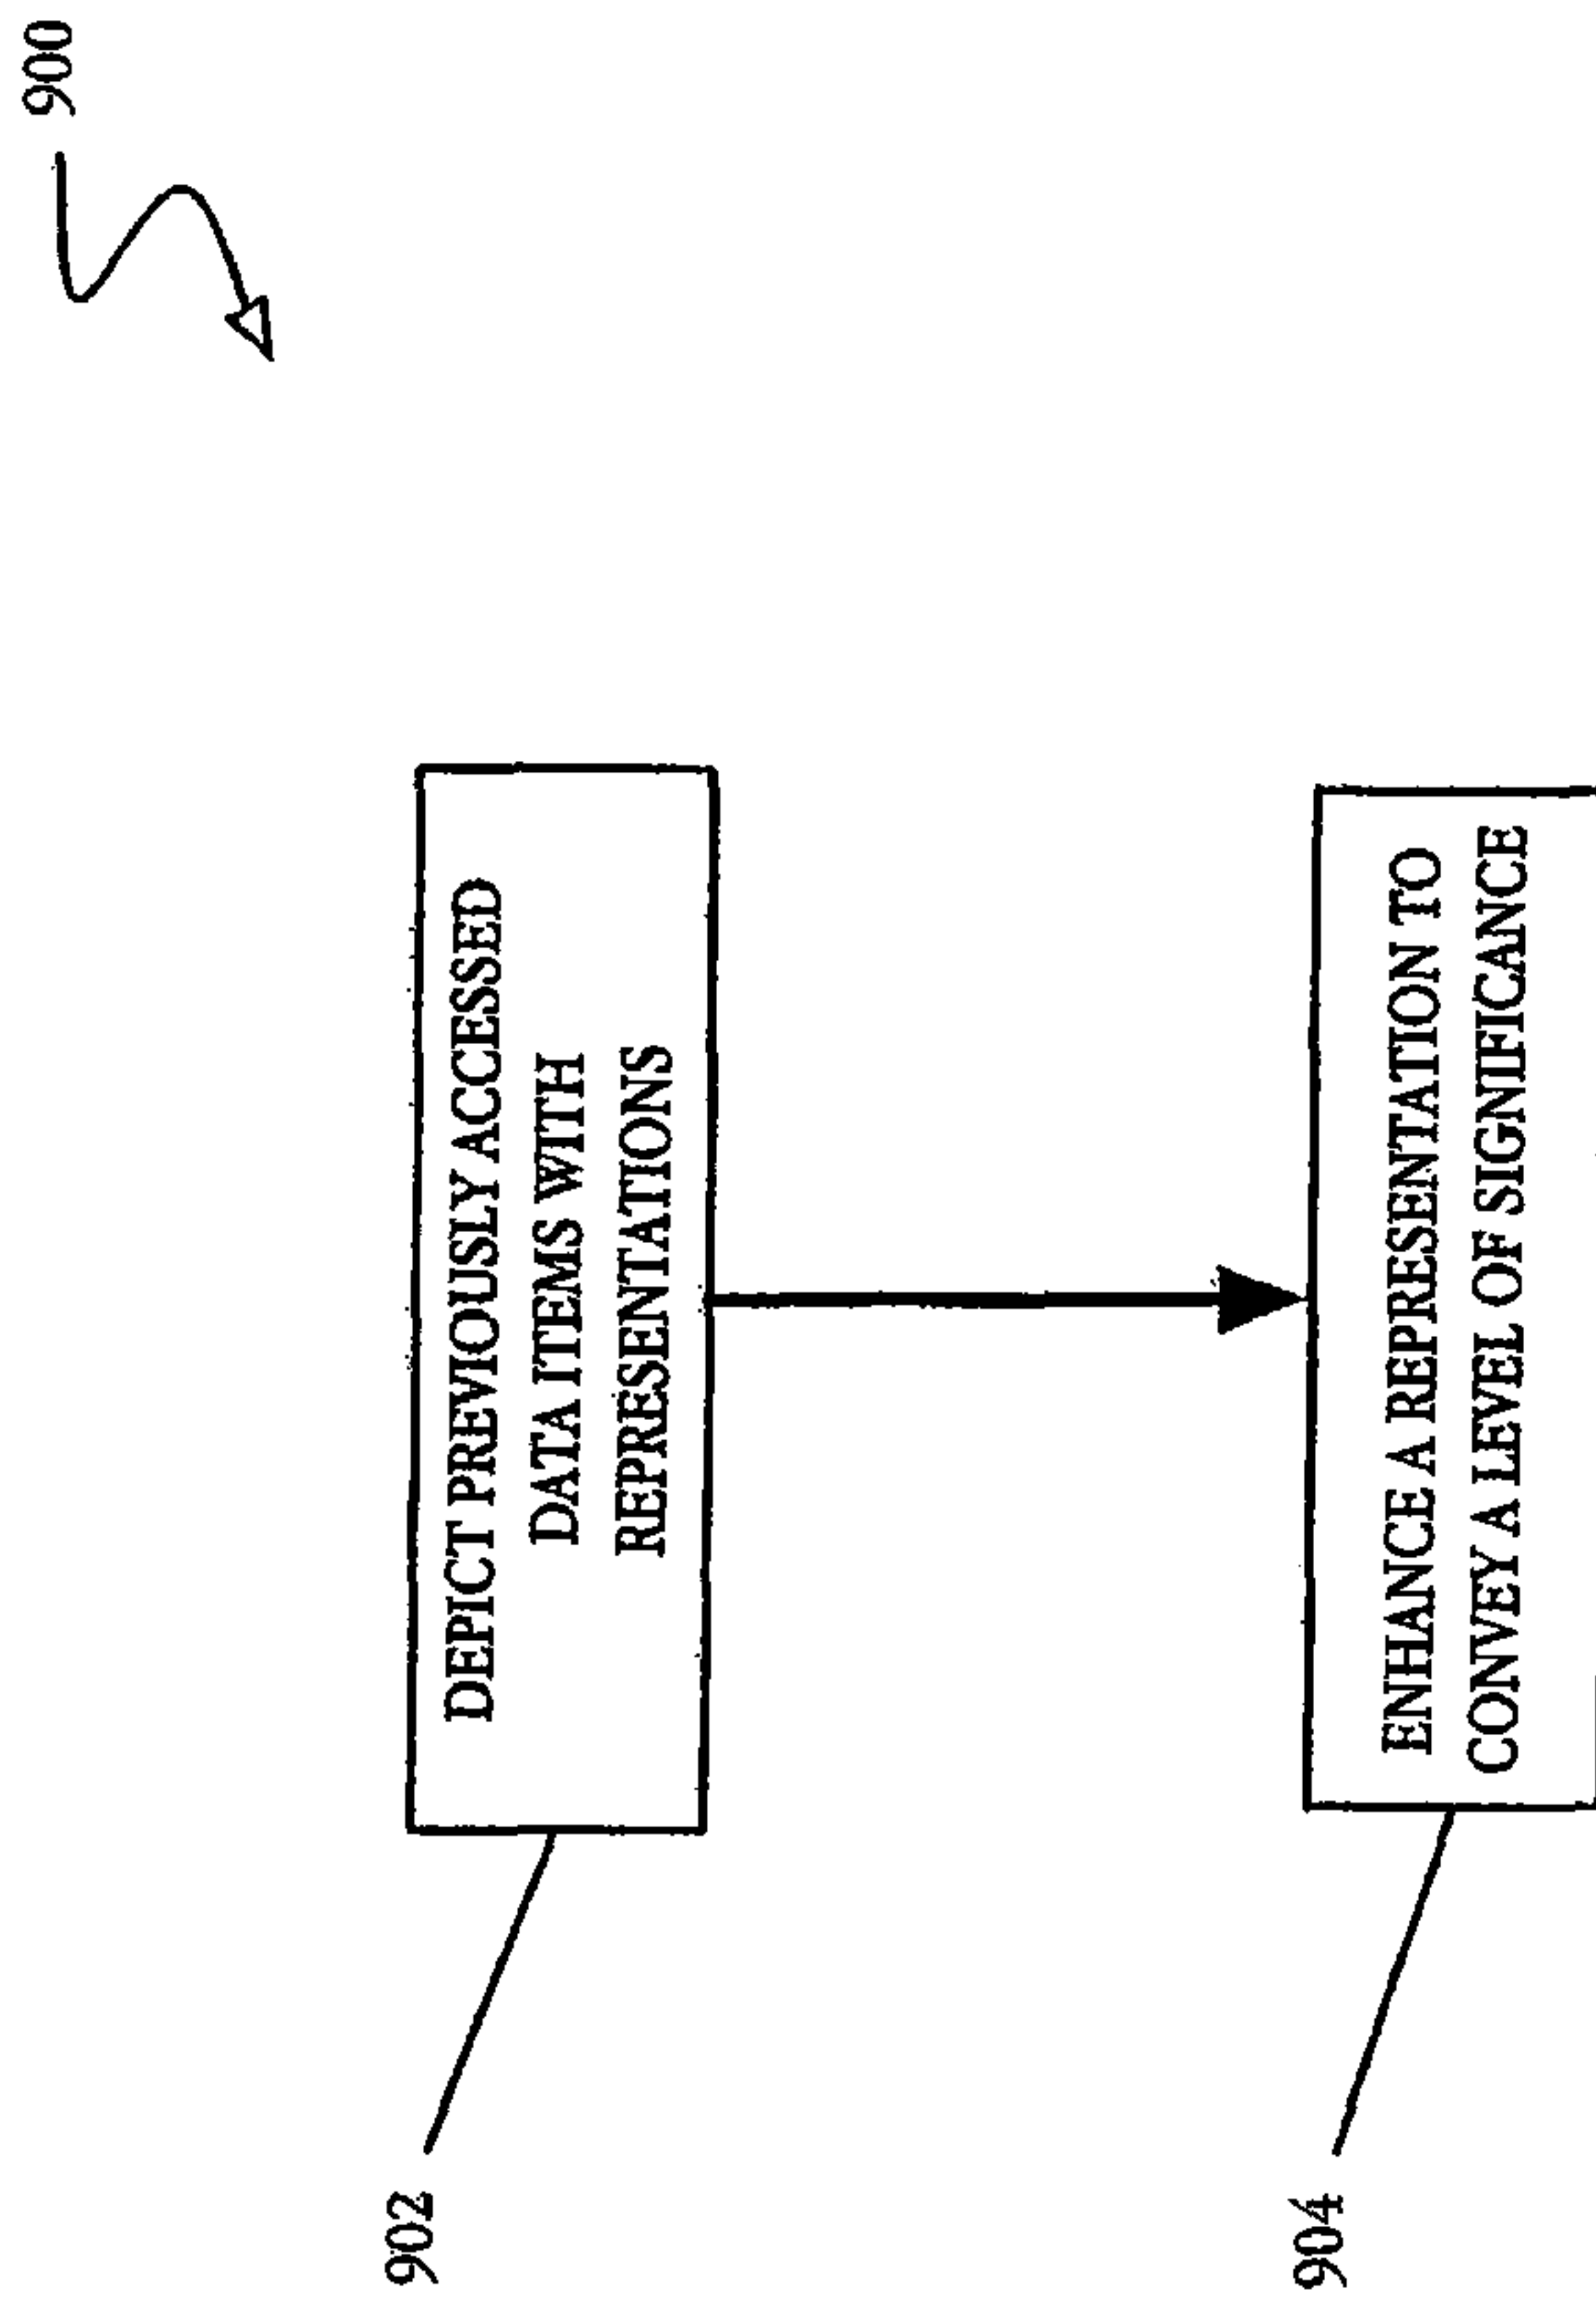 900
902
DEPICT PREVIOUSLY ACCESSED
DATA ITEMS WITH
REPRESENTATIONS
904
ENHANCE A REPRESENTATION TO
CONVEY A LEVEL OF SIGNIFICANCE